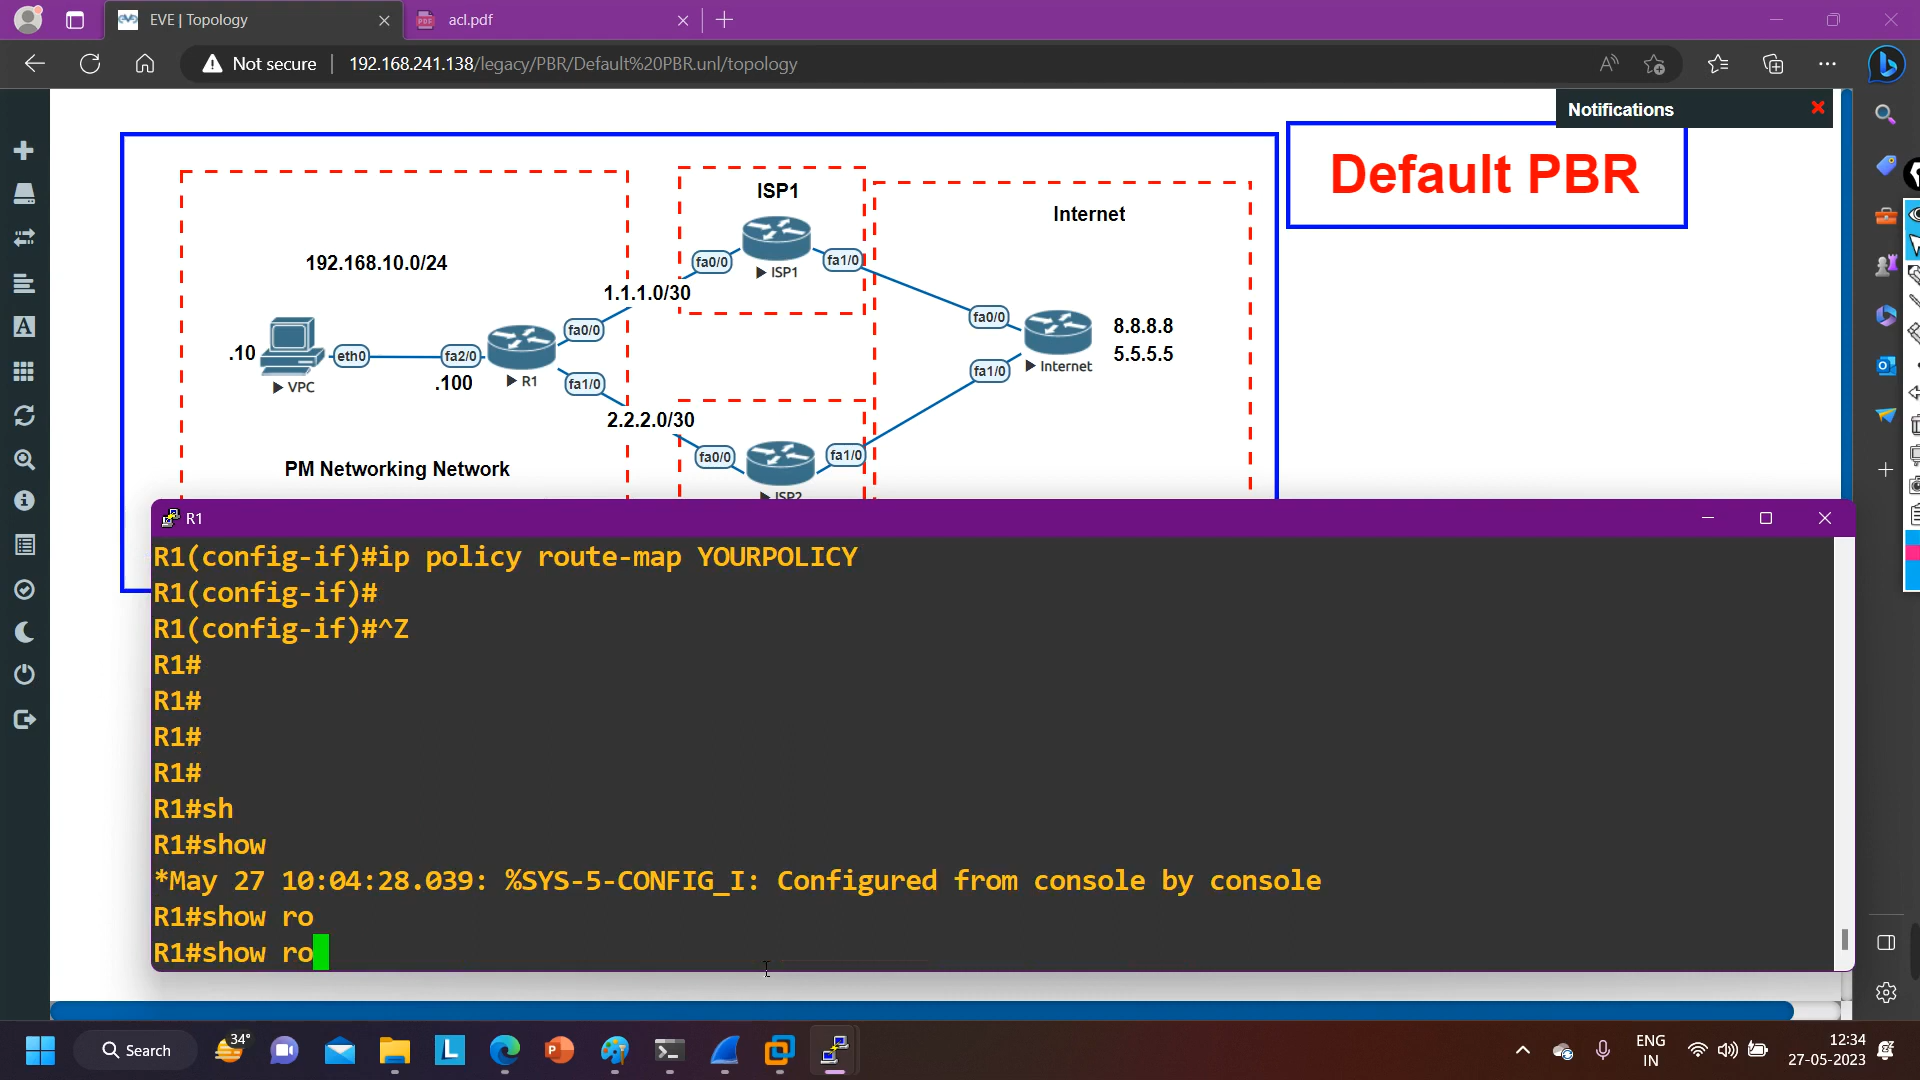 EVE | Topology
acl.pdf
Not secure
192.168.241.138/legacy/PBR/Default%20PBR.unl/topology
Notifications
Default PBR
ISP1
Internet
192.168.10.0/24
fa0/0
ISP1
fa1/0
1.1.1.0/30
.10
eth0
fa2/0
fa0/0
fa0/0
8.8.8.8
5.5.5.5
VPC
.100
R1
fa1/0
fa1/0
Internet
2.2.2.0/30
fa0/0
fa1/0
PM Networking Network
ISP2
R1
R1(config-if)#ip policy route-map YOURPOLICY
R1(config-if)#
R1(config-if)#^Z
R1#
R1#
R1#
R1#
R1#sh
R1#show
*May 27 10:04:28.039: %SYS-5-CONFIG_I: Configured from console by console
R1#show ro
R1#show ro
Search
34°
ENG
IN
12:34
27-05-2023